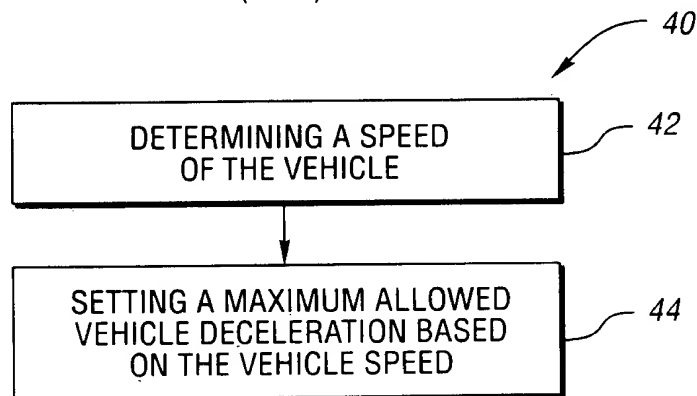 40
DETERMINING A SPEED
OF THE VEHICLE
42
SETTING A MAXIMUM ALLOWED
VEHICLE DECELERATION BASED
ON THE VEHICLE SPEED
44